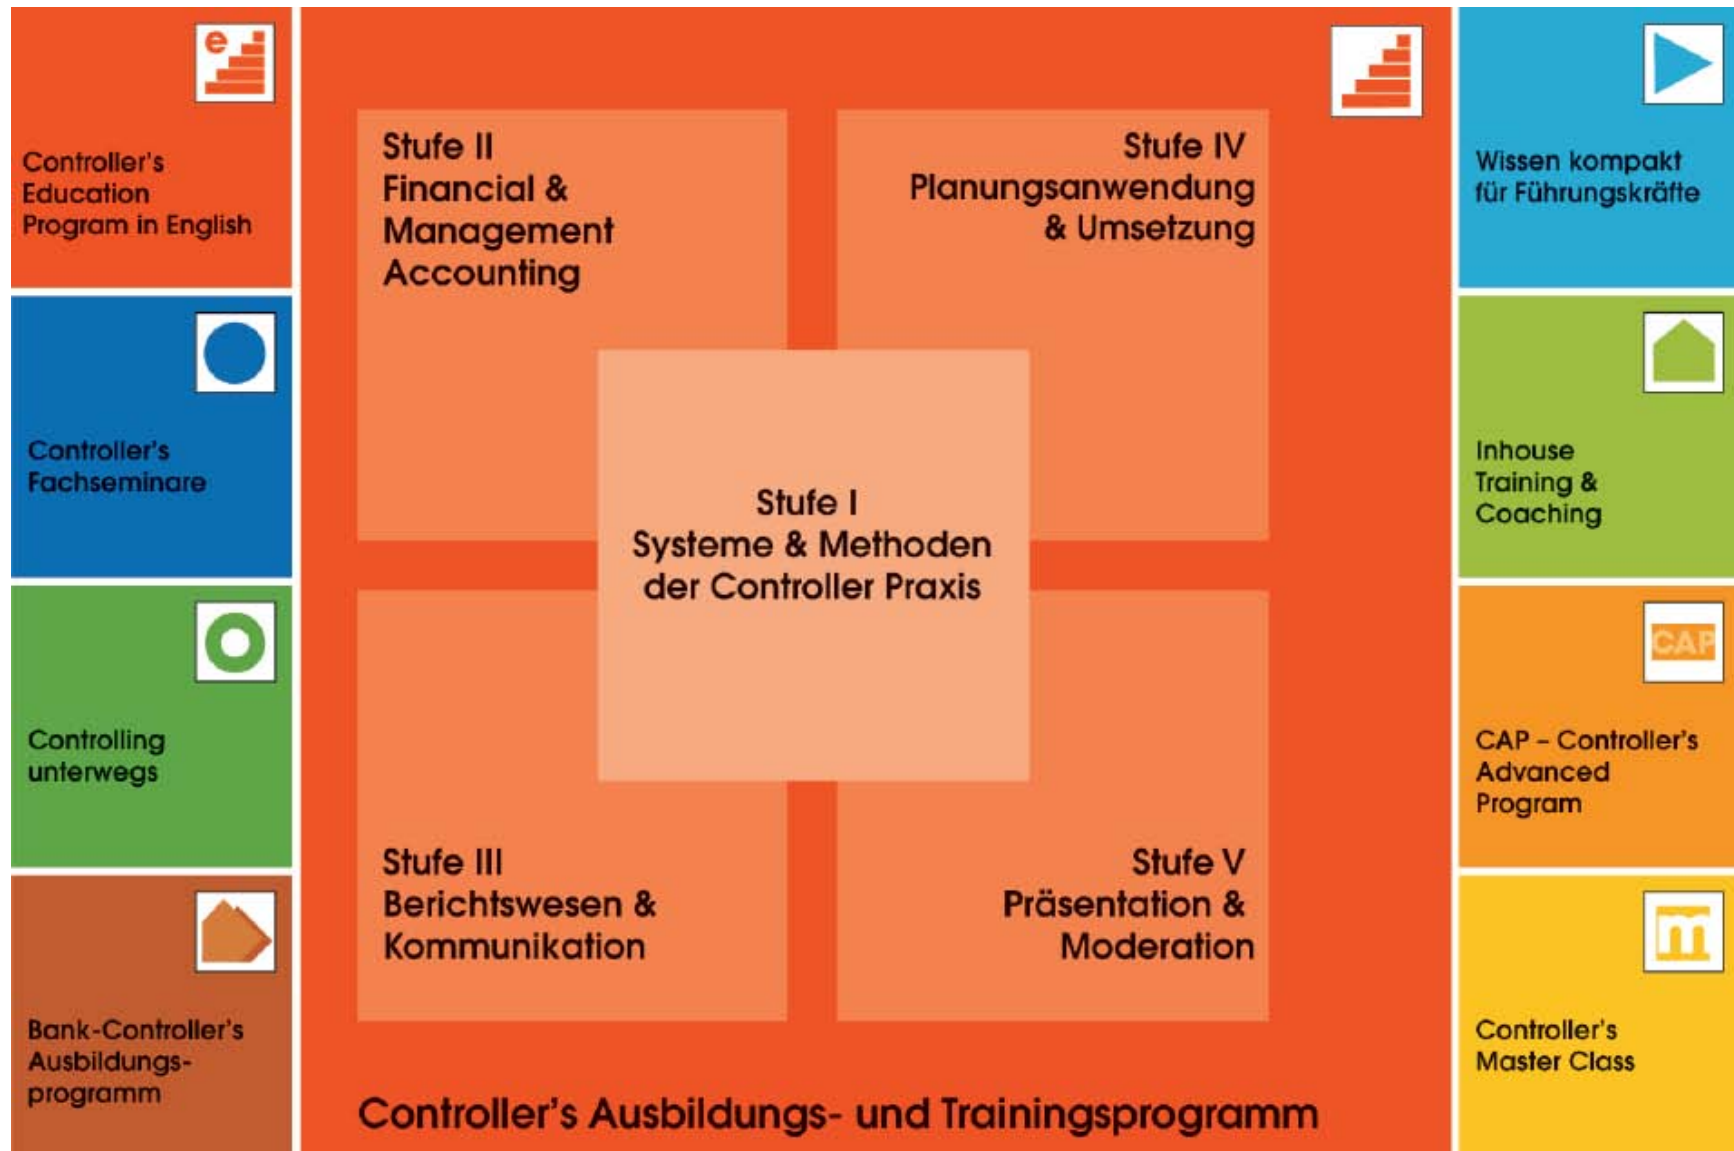 e
Controller's
Education
Program in English
Controller's
Fachseminare
Controlling
unterwegs
Bank-Controller's
Ausbildungs-
programm
Stufe II
Financial &
Management
Accounting
Stufe IV
Planungsanwendung
& Umsetzung
Stufe I
Systeme & Methoden
der Controller Praxis
Stufe III
Berichtswesen &
Kommunikation
Stufe V
Präsentation &
Moderation
Controller's Ausbildungs- und Trainingsprogramm
Wissen kompakt
für Führungskräfte
Inhouse
Training &
Coaching
CAP
CAP – Controller's
Advanced
Program
m
Controller's
Master Class